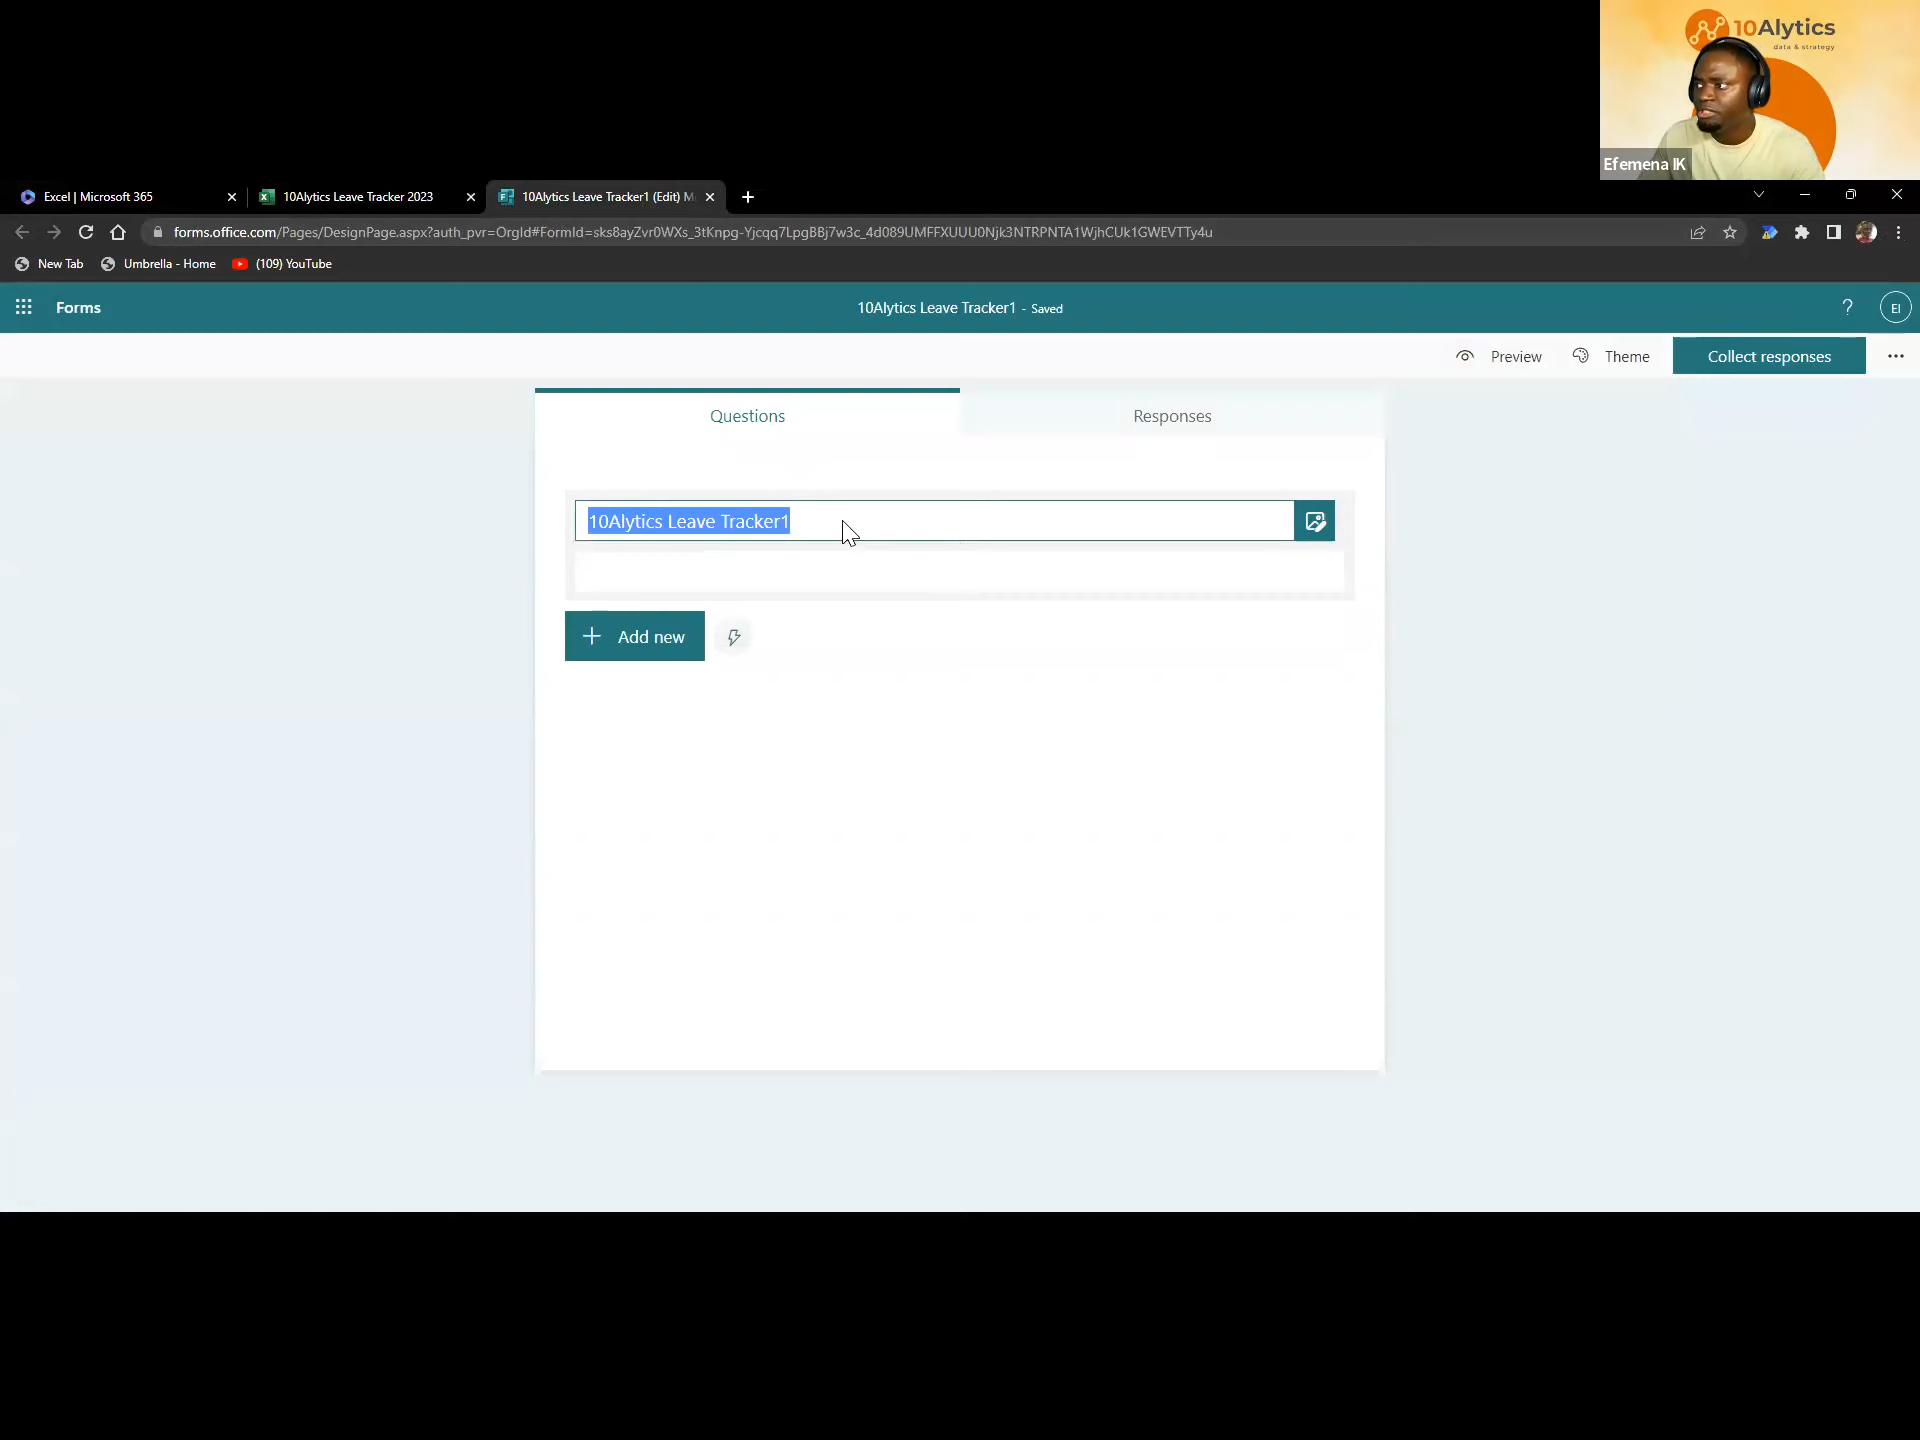 10Alytics
data & strategy
Efemena IK
Excel | Microsoft 365
10Alytics Leave Tracker 2023
10Alytics Leave Tracker1 (Edit) M
forms.office.com/Pages/DesignPage.aspx?auth_pvr=OrgId#FormId=sks8ayZvr0WXs_3tKnpg-Yjcqq7LpgBBj7w3c_4d089UMFFXUUU0Njk3NTRPNTA1WjhCUk1GWEVTTy4u
New Tab
Umbrella - Home
(109) YouTube
Forms
10Alytics Leave Tracker1 - Saved
?
EI
Preview
Theme
Collect responses
Questions
Responses
10Alytics Leave Tracker1
Add new